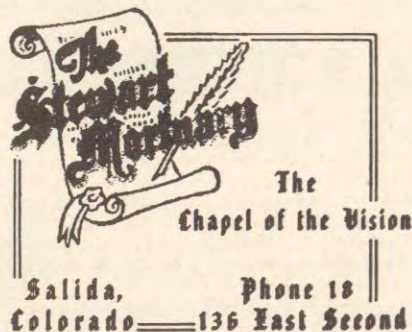 The
Stewart
Mortuary
The
Chapel of the Vision
Salida, Phone 18
Colorado 136 East Second